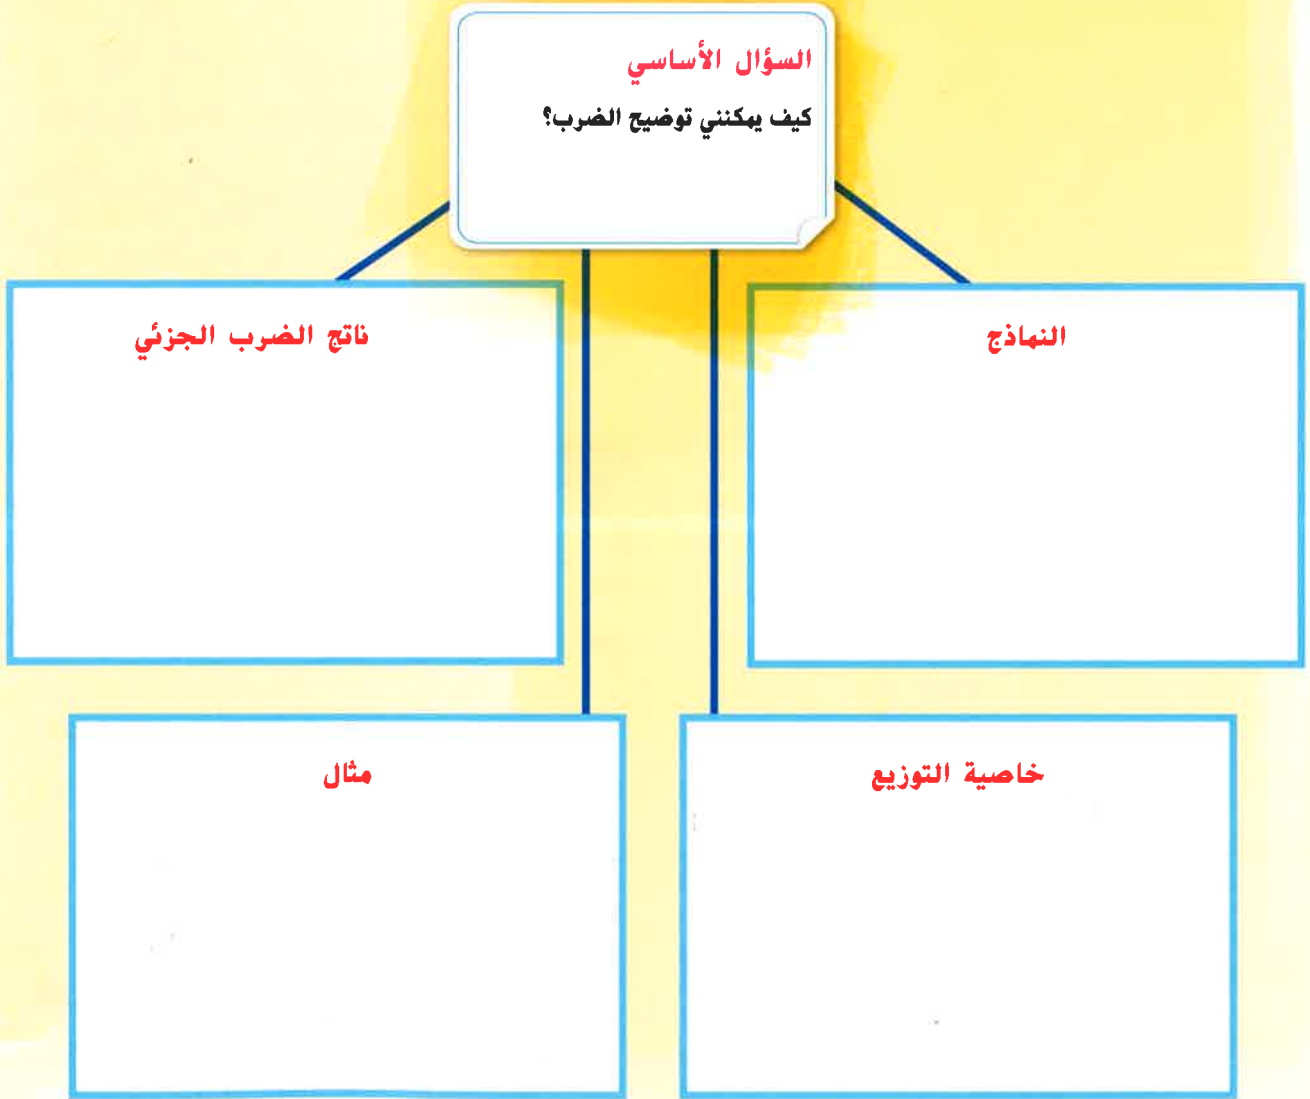 السؤال الأساسي
كيف يمكنني توضيح الضرب؟
النماذج
ناتج الضرب الجزئي
خاصية التوزيع
مثال